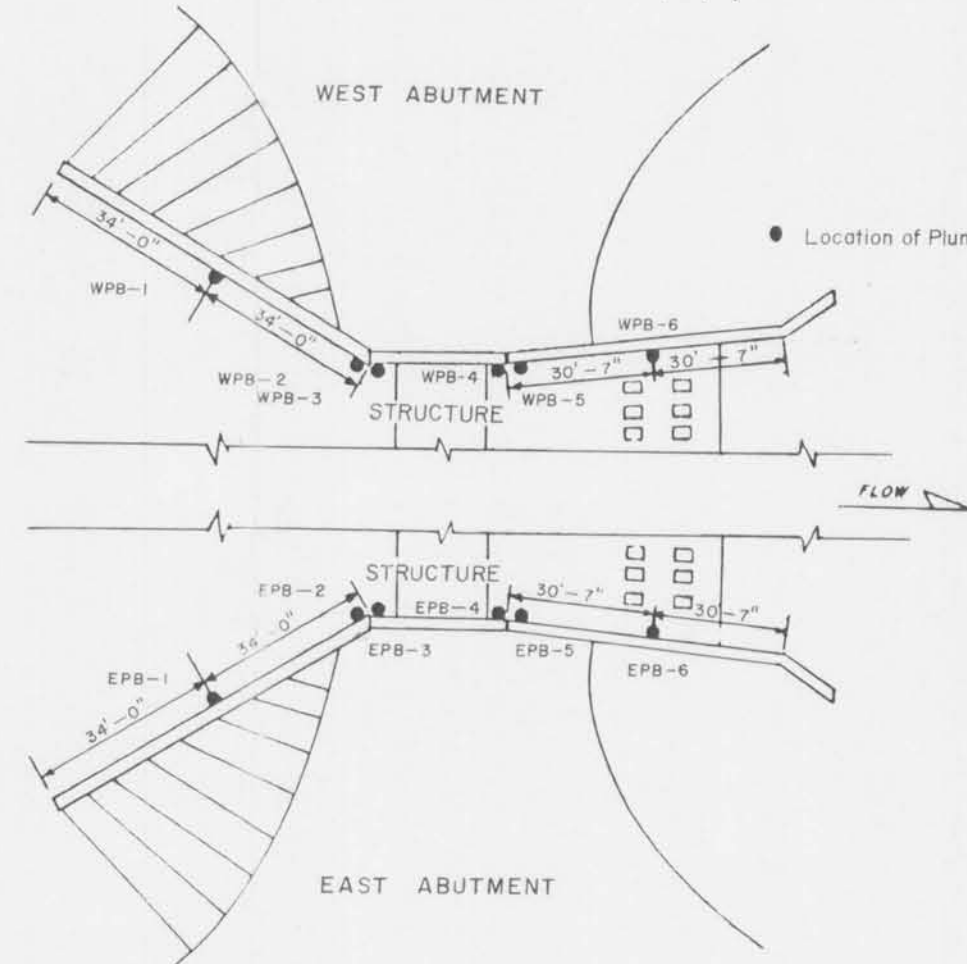 WEST ABUTMENT
34'-0"
Location of
WPB-1
34'-0"
WPB-6
WPB-2
WPB-3
WPB-4
30'-7"
30'-7"
WPB-5
STRUCTURE
FLOW
STRUCTURE
EPB-2
30'-7"
34'-0"
EPB-4
30'-7"
EPB-3
EPB-5
EPB-6
EPB-1
34'-0"
EAST ABUTMENT